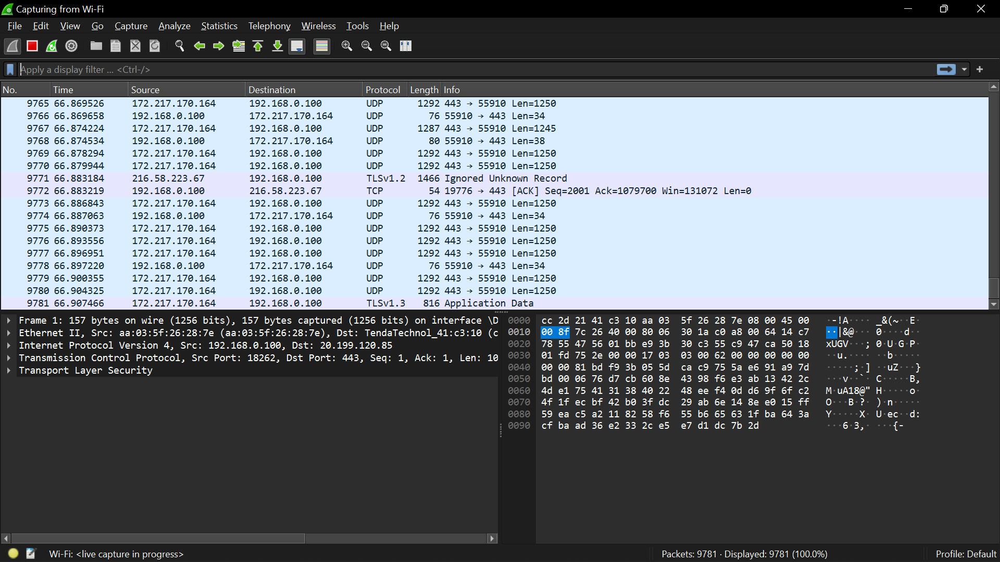 Capturing from Wi-Fi
File Edit View Go Capture Analyze Statistics Telephony Wireless Tools Help
Apply a display filter ... <Ctrl-/>
No. Time Source Destination Protocol Length Info
9765 66.869526 172.217.170.164 192.168.0.100 UDP 1292 443 → 55910 Len=1250
9766 66.869658 192.168.0.100 172.217.170.164 UDP 76 55910 → 443 Len=34
9767 66.874224 172.217.170.164 192.168.0.100 UDP 1287 443 → 55910 Len=1245
9768 66.874534 192.168.0.100 172.217.170.164 UDP 80 55910 → 443 Len=38
9769 66.878294 172.217.170.164 192.168.0.100 UDP 1292 443 → 55910 Len=1250
9770 66.879944 172.217.170.164 192.168.0.100 UDP 1292 443 → 55910 Len=1250
9771 66.883184 216.58.223.67 192.168.0.100 TLSv1.2 1466 Ignored Unknown Record
9772 66.883219 192.168.0.100 216.58.223.67 TCP 54 19776 → 443 [ACK] Seq=2001 Ack=1079700 Win=131072 Len=0
9773 66.886843 172.217.170.164 192.168.0.100 UDP 1292 443 → 55910 Len=1250
9774 66.887063 192.168.0.100 172.217.170.164 UDP 76 55910 → 443 Len=34
9775 66.890373 172.217.170.164 192.168.0.100 UDP 1292 443 → 55910 Len=1250
9776 66.893556 172.217.170.164 192.168.0.100 UDP 1292 443 → 55910 Len=1250
9777 66.896951 172.217.170.164 192.168.0.100 UDP 1292 443 → 55910 Len=1250
9778 66.897220 192.168.0.100 172.217.170.164 UDP 76 55910 → 443 Len=34
9779 66.900355 172.217.170.164 192.168.0.100 UDP 1292 443 → 55910 Len=1250
9780 66.904325 172.217.170.164 192.168.0.100 UDP 1292 443 → 55910 Len=1250
9781 66.907466 172.217.170.164 192.168.0.100 TLSv1.3 816 Application Data
Frame 1: 157 bytes on wire (1256 bits), 157 bytes captured (1256 bits) on interface \D
Ethernet II, Src: aa:03:5f:26:28:7e (aa:03:5f:26:28:7e), Dst: TendaTechnol_41:c3:10 (c
Internet Protocol Version 4, Src: 192.168.0.100, Dst: 20.199.120.85
Transmission Control Protocol, Src Port: 18262, Dst Port: 443, Seq: 1, Ack: 1, Len: 10
Transport Layer Security
0000 cc 2d 21 41 c3 10 aa 03 5f 26 28 7e 08 00 45 00 ·-!A···· _&(~··E·
0010 00 8f 7c 26 40 00 80 06 30 1a c0 a8 00 64 14 c7 ··|&@··· 0····d··
0020 78 55 47 56 01 bb e9 3b 30 c3 55 c9 47 ca 50 18 xUGV···; 0·U·G·P·
0030 01 fd 75 2e 00 00 17 03 03 00 62 00 00 00 00 00 ··u.···· ··b·····
0040 00 00 81 bd f9 3b 05 5d ca c9 75 5a e6 91 a9 7d ·····;·] ··uZ···}
0050 bd 00 06 76 d7 cb 60 8e 43 98 f6 e3 ab 13 42 2c ···v··`· C·····B,
0060 4d e1 75 41 31 38 40 22 48 ee f4 0d d6 9f 6f c2 M·uA18@" H·····o·
0070 4f 1f ec bf 42 b0 3f dc 29 ab 6e 14 8e e0 15 ff O···B·?· )·n·····
0080 59 ea c5 a2 11 82 58 f6 55 b6 65 63 1f ba 64 3a Y·····X· U·ec··d:
0090 cf ba ad 36 e2 33 2c e5 e7 d1 dc 7b 2d ···6·3,· ···{-
Wi-Fi: <live capture in progress>
Packets: 9781 · Displayed: 9781 (100.0%)
Profile: Default